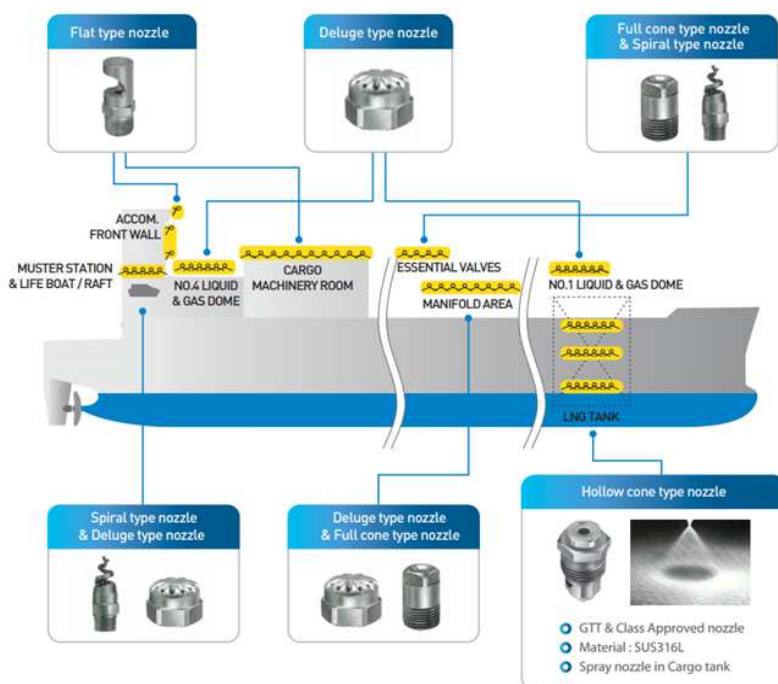 Flat type nozzle
Deluge type nozzle
Full cone type nozzle
& Spiral type nozzle
ACCOM.
FRONT WALL
MUSTER STATION
& LIFE BOAT / RAFT
NO.4 LIQUID
& GAS DOME
CARGO
MACHINERY ROOM
ESSENTIAL VALVES
MANIFOLD AREA
NO.1 LIQUID & GAS DOME
LNG TANK
Spiral type nozzle
& Deluge type nozzle
Deluge type nozzle
& Full cone type nozzle
Hollow cone type nozzle
GTT & Class Approved nozzle
Material : SUS316L
Spray nozzle in Cargo tank